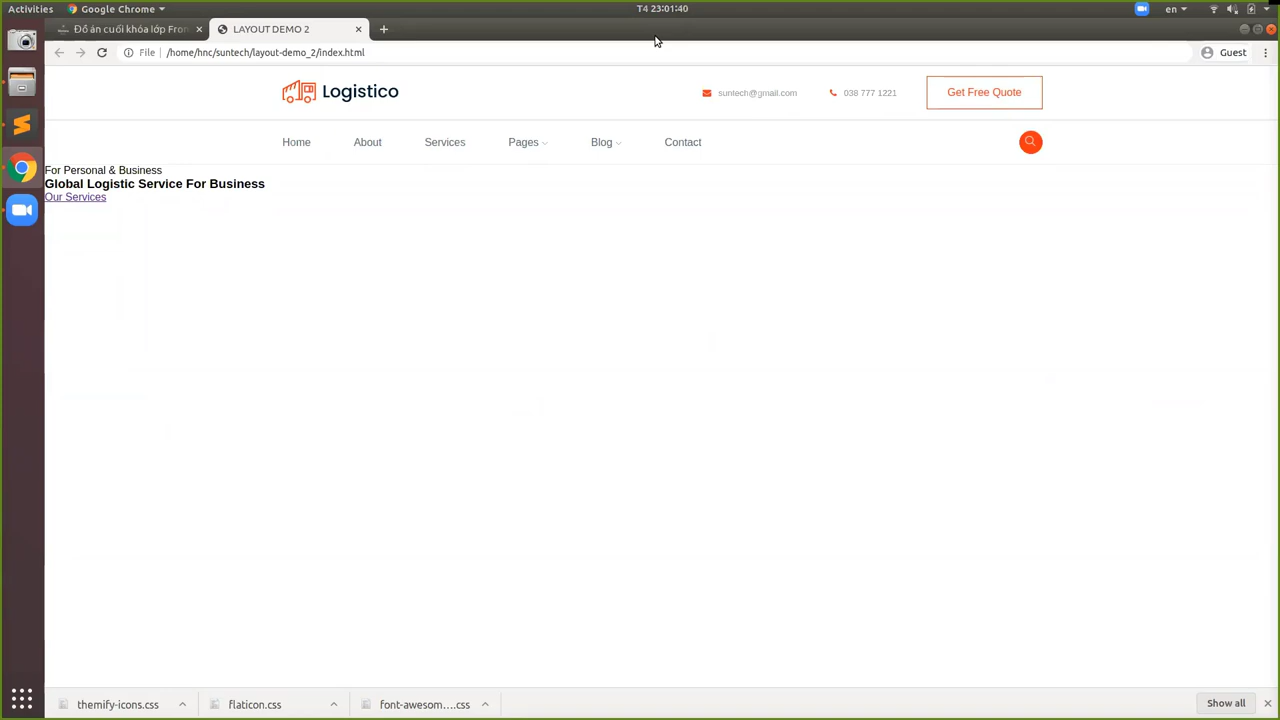 Activities Google Chrome T4 23:01:40 en
Đồ án cuối khóa lớp Fron LAYOUT DEMO 2
File /home/hnc/suntech/layout-demo_2/index.html Guest
Logistico suntech@gmail.com 038 777 1221 Get Free Quote
Home About Services Pages Blog Contact
For Personal & Business
Global Logistic Service For Business
Our Services
themify-icons.css flaticon.css font-awesom....css Show all